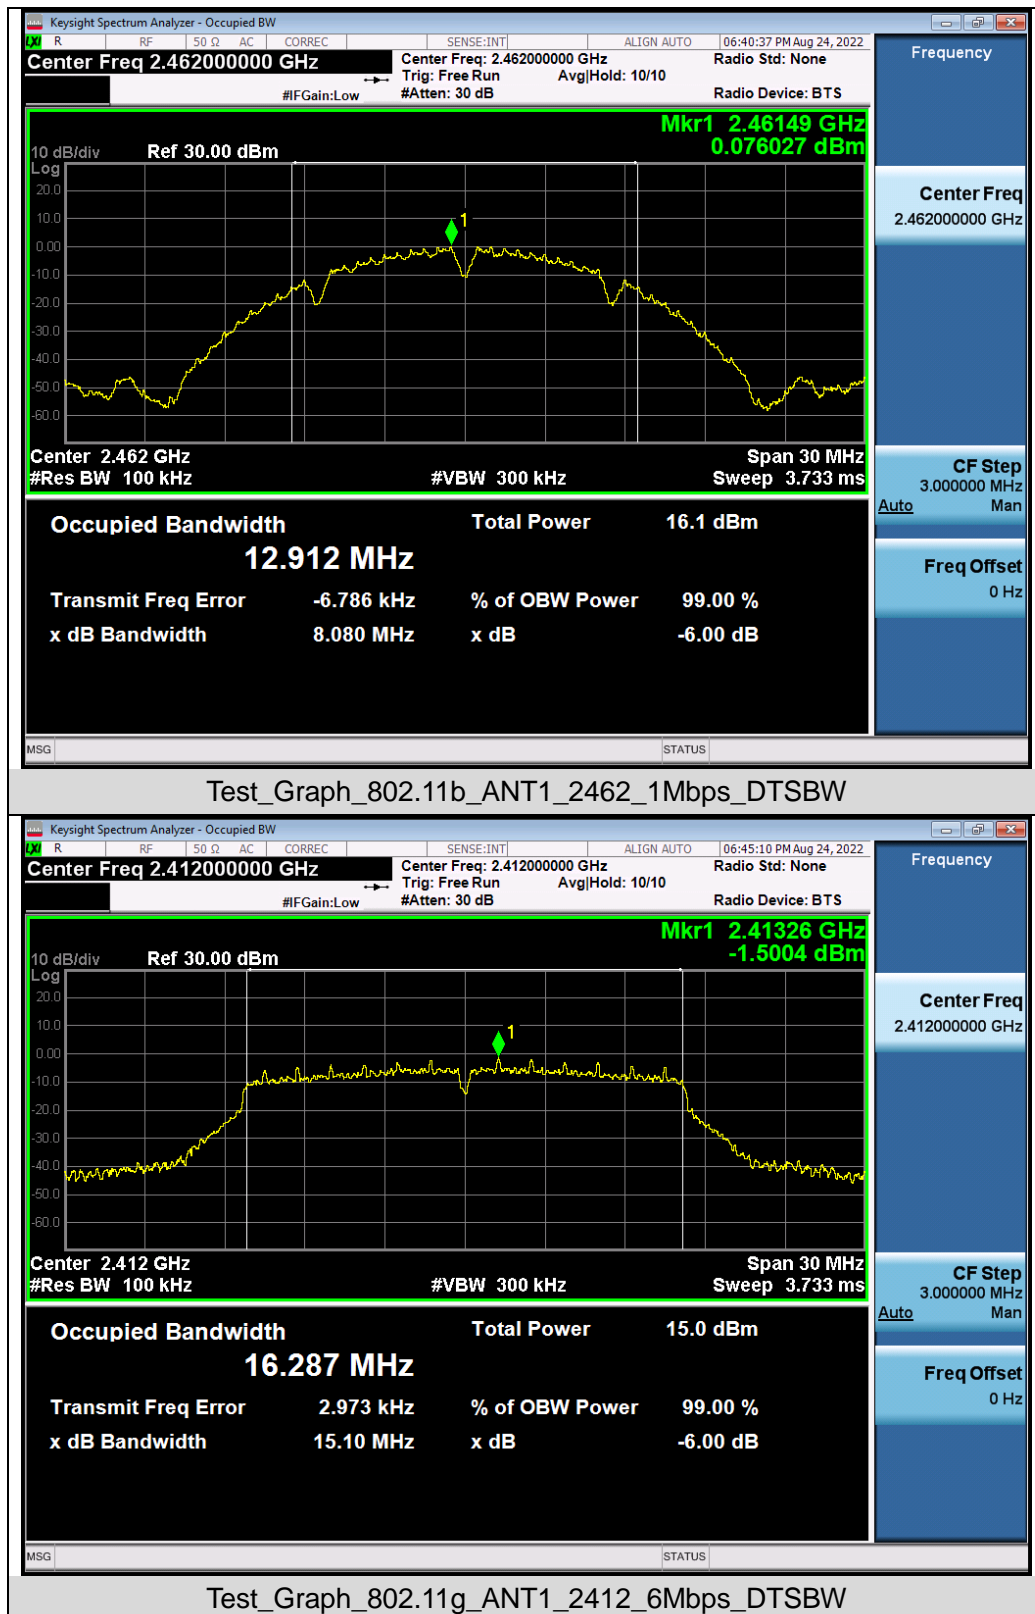 Keysight Spectrum Analyzer - Occupied BW
LXI R RF 50 Ω AC CORREC SENSE:INT ALIGN AUTO 06:40:37 PM Aug 24, 2022
Center Freq 2.462000000 GHz
Center Freq: 2.462000000 GHz
Radio Std: None
Trig: Free Run Avg|Hold: 10/10
#IFGain:Low
#Atten: 30 dB
Radio Device: BTS
Frequency
Mkr1 2.46149 GHz
0.076027 dBm
10 dB/div Ref 30.00 dBm
Log
20.0
10.0
0.00
-10.0
-20.0
-30.0
-40.0
-50.0
-60.0
1
Center 2.462 GHz
Span 30 MHz
#Res BW 100 kHz
#VBW 300 kHz
Sweep 3.733 ms
Center Freq
2.462000000 GHz
CF Step
3.000000 MHz
Auto Man
Freq Offset
0 Hz
Occupied Bandwidth
12.912 MHz
Total Power 16.1 dBm
Transmit Freq Error -6.786 kHz
% of OBW Power 99.00 %
x dB Bandwidth 8.080 MHz
x dB -6.00 dB
MSG STATUS
Test_Graph_802.11b_ANT1_2462_1Mbps_DTSBW
Keysight Spectrum Analyzer - Occupied BW
LXI R RF 50 Ω AC CORREC SENSE:INT ALIGN AUTO 06:45:10 PM Aug 24, 2022
Center Freq 2.412000000 GHz
Center Freq: 2.412000000 GHz
Radio Std: None
Trig: Free Run Avg|Hold: 10/10
#IFGain:Low
#Atten: 30 dB
Radio Device: BTS
Frequency
Mkr1 2.41326 GHz
-1.5004 dBm
10 dB/div Ref 30.00 dBm
Log
20.0
10.0
0.00
-10.0
-20.0
-30.0
-40.0
-50.0
-60.0
1
Center 2.412 GHz
Span 30 MHz
#Res BW 100 kHz
#VBW 300 kHz
Sweep 3.733 ms
Center Freq
2.412000000 GHz
CF Step
3.000000 MHz
Auto Man
Freq Offset
0 Hz
Occupied Bandwidth
16.287 MHz
Total Power 15.0 dBm
Transmit Freq Error 2.973 kHz
% of OBW Power 99.00 %
x dB Bandwidth 15.10 MHz
x dB -6.00 dB
MSG STATUS
Test_Graph_802.11g_ANT1_2412_6Mbps_DTSBW